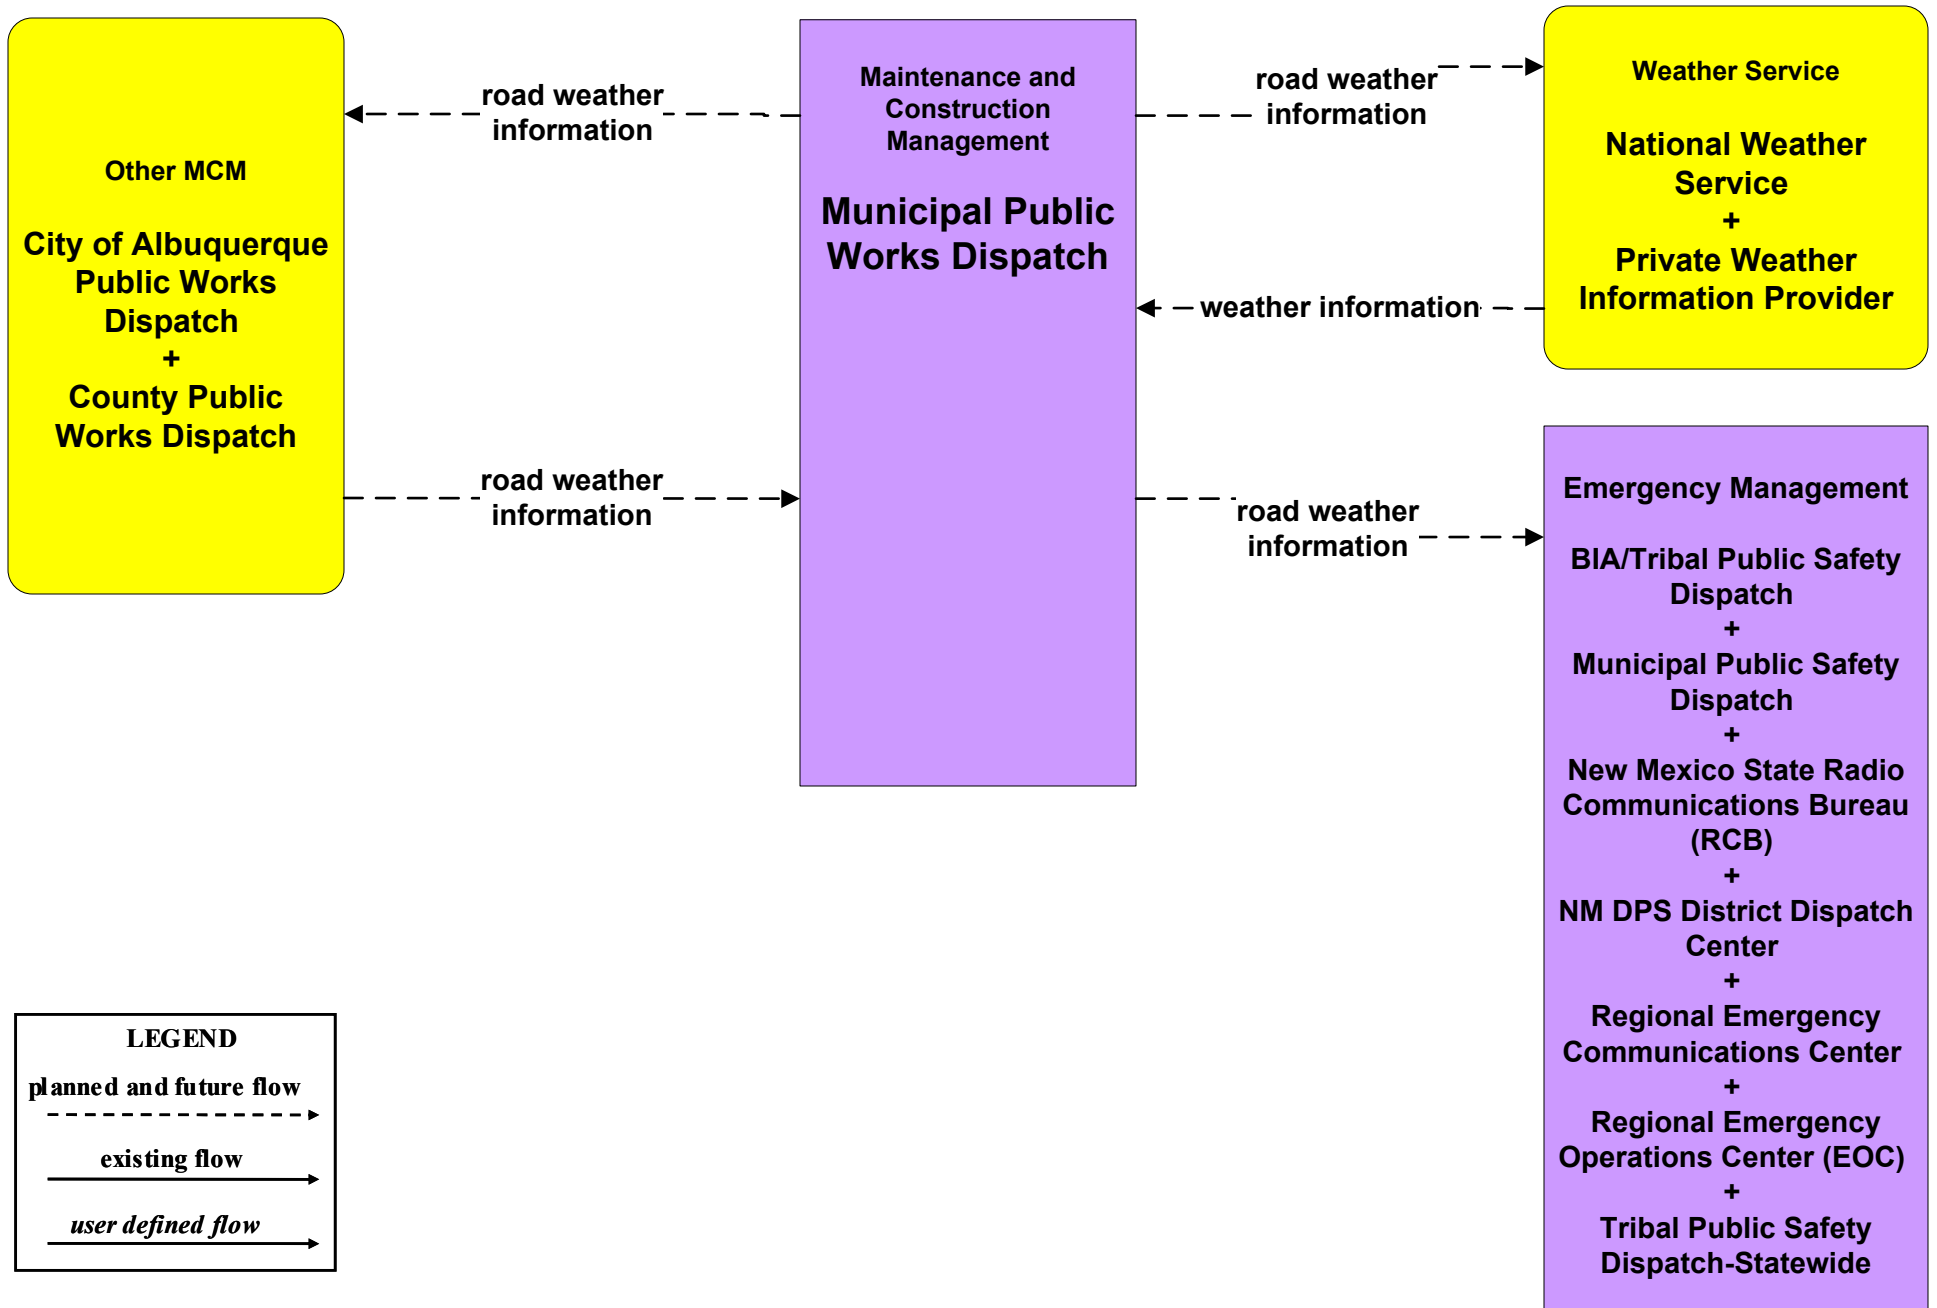 Other MCM
City of Albuquerque
Public Works
Dispatch
+
County Public
Works Dispatch
road weather
information
road weather
information
Maintenance and
Construction
Management
Municipal Public
Works Dispatch
road weather
information
weather information
road weather
information
Weather Service
National Weather
Service
+
Private Weather
Information Provider
Emergency Management
BIA/Tribal Public Safety
Dispatch
+
Municipal Public Safety
Dispatch
+
New Mexico State Radio
Communications Bureau
(RCB)
+
NM DPS District Dispatch
Center
+
Regional Emergency
Communications Center
+
Regional Emergency
Operations Center (EOC)
+
Tribal Public Safety
Dispatch-Statewide
LEGEND
planned and future flow
existing flow
user defined flow